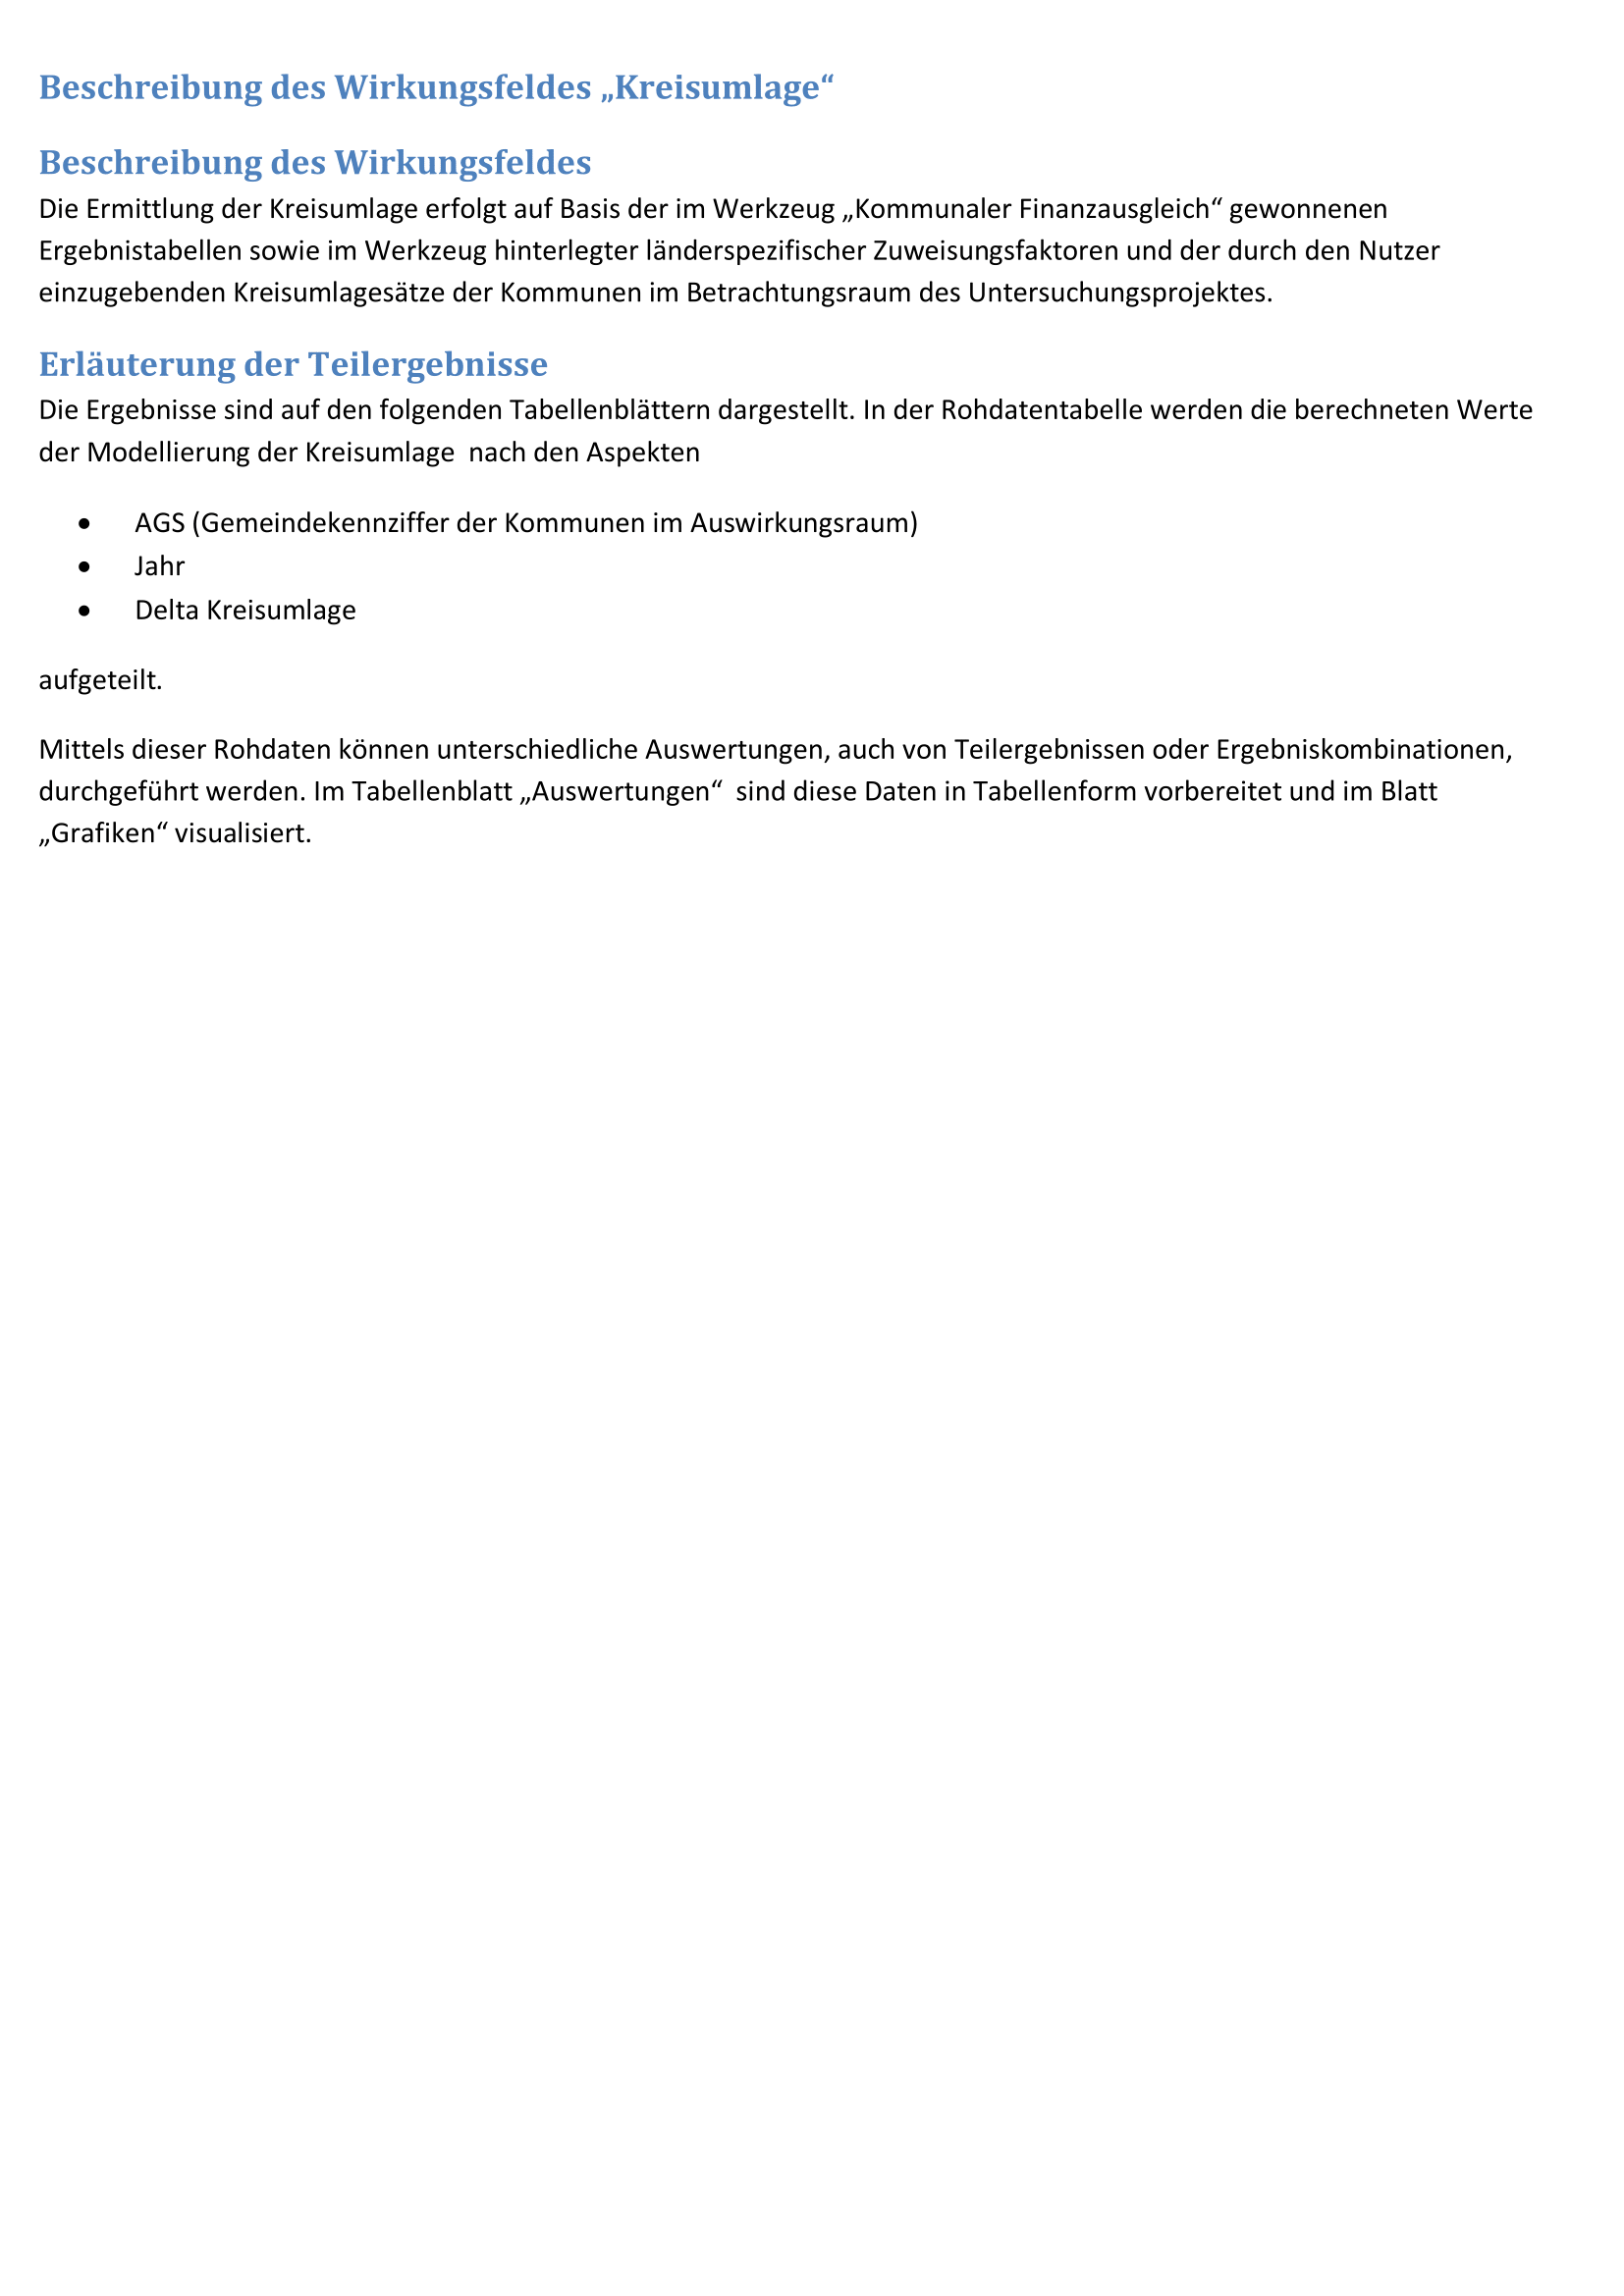 Beschreibung des Wirkungsfeldes „Kreisumlage“
Beschreibung des Wirkungsfeldes
Die Ermittlung der Kreisumlage erfolgt auf Basis der im Werkzeug „Kommunaler Finanzausgleich“ gewonnenen
Ergebnistabellen sowie im Werkzeug hinterlegter länderspezifischer Zuweisungsfaktoren und der durch den Nutzer
einzugebenden Kreisumlagesätze der Kommunen im Betrachtungsraum des Untersuchungsprojektes.
Erläuterung der Teilergebnisse
Die Ergebnisse sind auf den folgenden Tabellenblättern dargestellt. In der Rohdatentabelle werden die berechneten Werte
der Modellierung der Kreisumlage  nach den Aspekten
• AGS (Gemeindekennziffer der Kommunen im Auswirkungsraum)
• Jahr
• Delta Kreisumlage
aufgeteilt.
Mittels dieser Rohdaten können unterschiedliche Auswertungen, auch von Teilergebnissen oder Ergebniskombinationen,
durchgeführt werden. Im Tabellenblatt „Auswertungen“  sind diese Daten in Tabellenform vorbereitet und im Blatt
„Grafiken“ visualisiert.